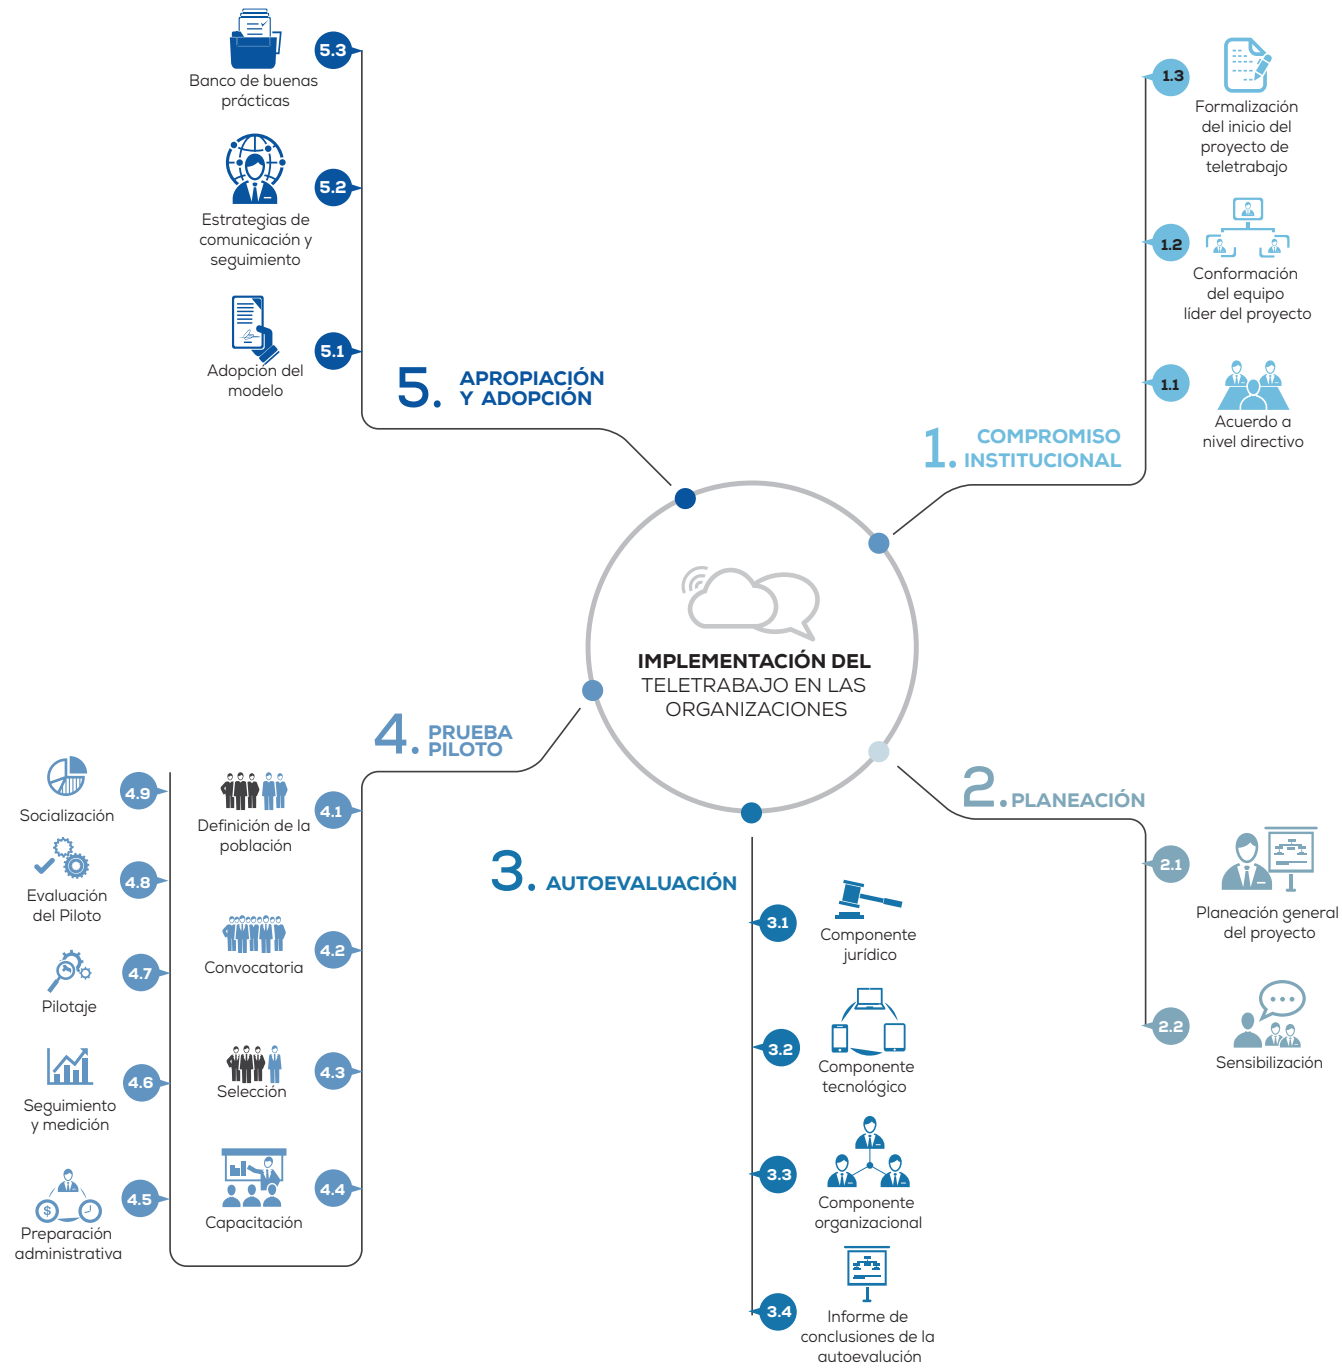 IMPLEMENTACIÓN DEL
TELETRABAJO EN LAS
ORGANIZACIONES
1. COMPROMISO
INSTITUCIONAL
1.1
Acuerdo a
nivel directivo
1.2
Conformación
del equipo
líder del proyecto
1.3
Formalización
del inicio del
proyecto de
teletrabajo
2. PLANEACIÓN
2.1
Planeación general
del proyecto
2.2
Sensibilización
3. AUTOEVALUACIÓN
3.1
Componente
jurídico
3.2
Componente
tecnológico
3.3
Componente
organizacional
3.4
Informe de
conclusiones de la
autoevalución
4. PRUEBA
PILOTO
4.1
Definición de la
población
4.2
Convocatoria
4.3
Selección
4.4
Capacitación
4.5
$
Preparación
administrativa
4.6
Seguimiento
y medición
4.7
Pilotaje
4.8
Evaluación
del Piloto
4.9
Socialización
5. APROPIACIÓN
Y ADOPCIÓN
5.1
Adopción del
modelo
5.2
Estrategias de
comunicación y
seguimiento
5.3
Banco de buenas
prácticas